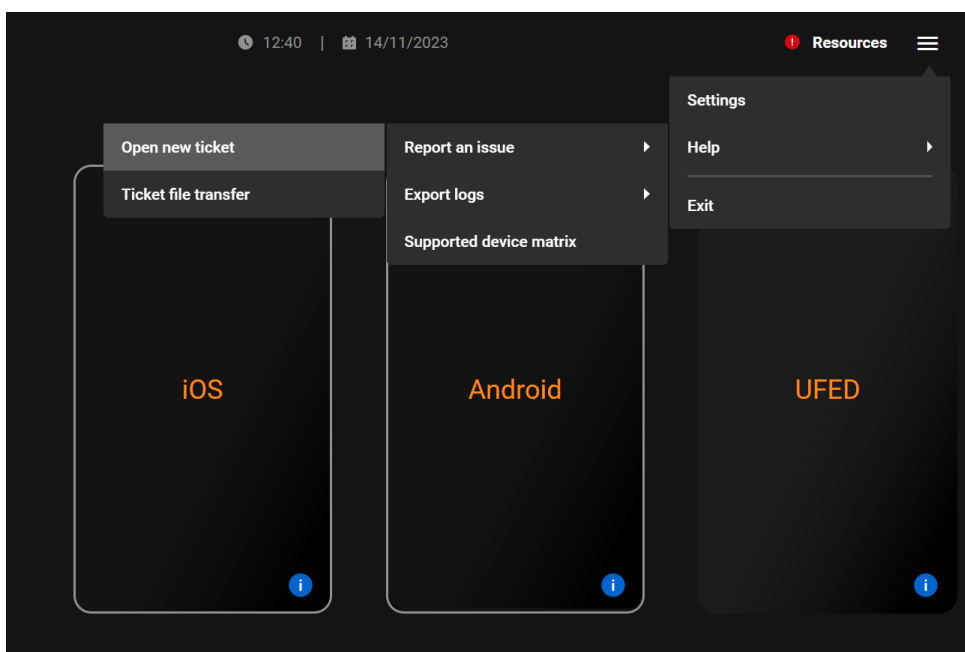 12:40 | 14/11/2023
Resources
Settings
Help
Exit
Report an issue
Export logs
Supported device matrix
Open new ticket
Ticket file transfer
iOS
Android
UFED